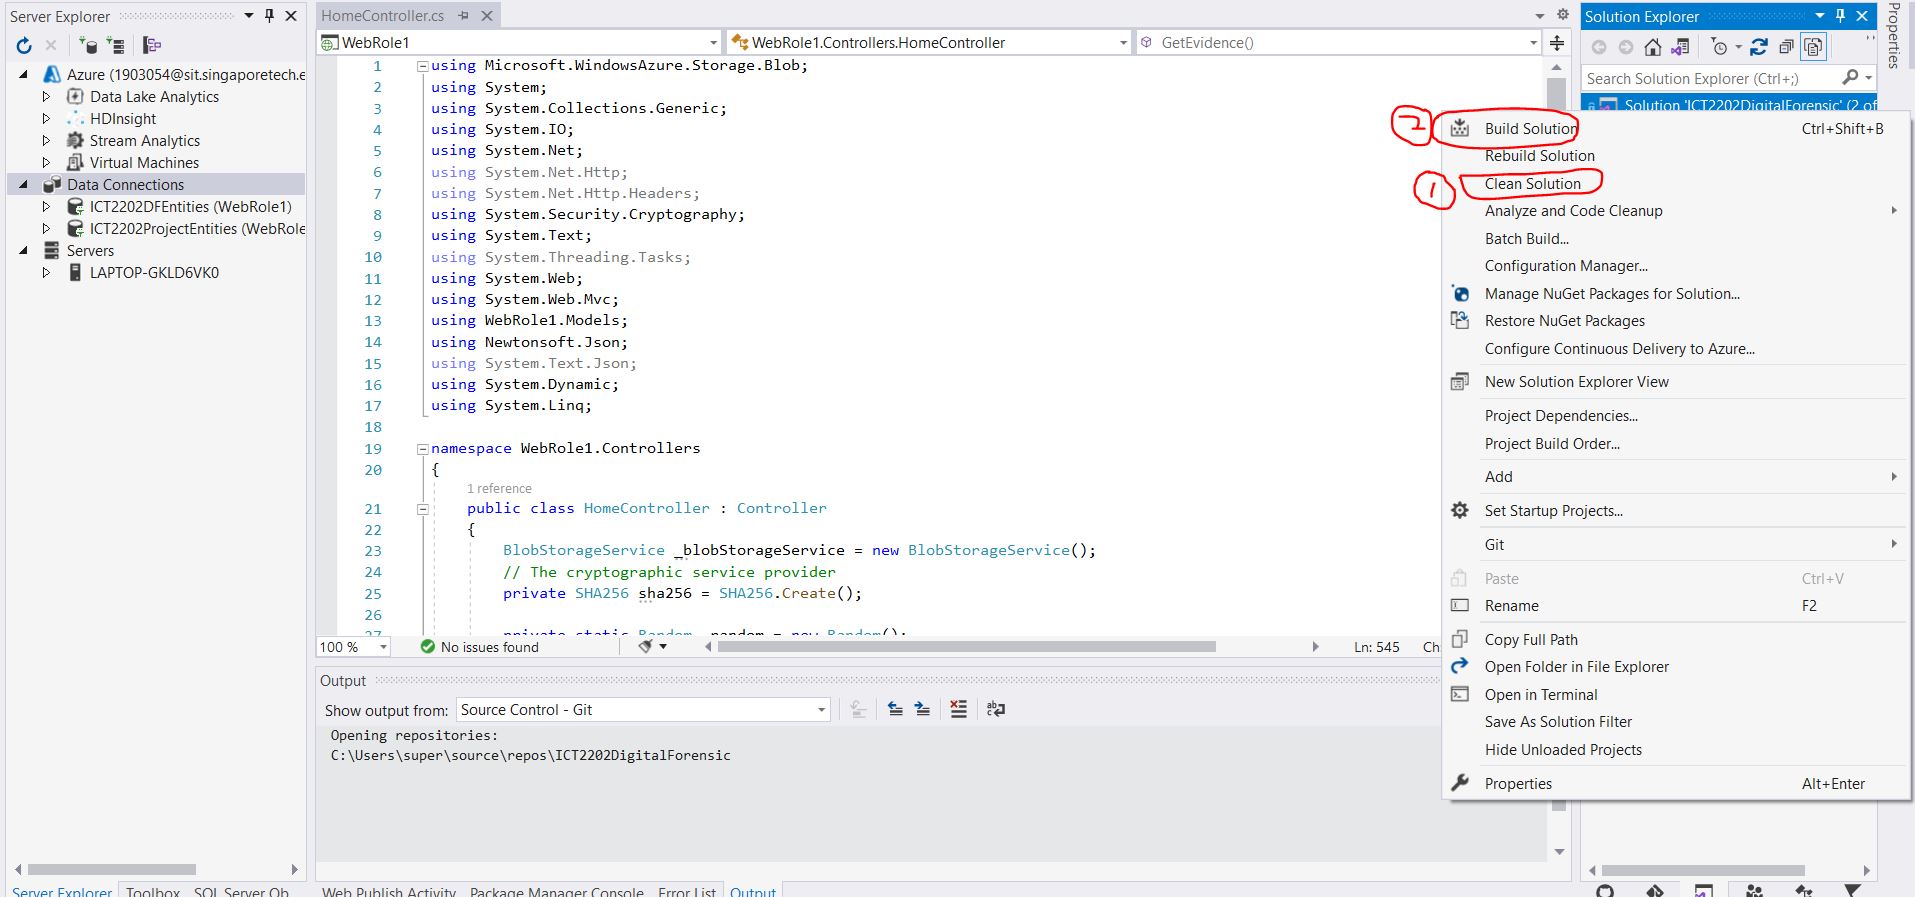 Server Explorer
Azure (1903054@sit.singaporetech.e
Data Lake Analytics
HDInsight
Stream Analytics
Virtual Machines
Data Connections
ICT2202DFEntities (WebRole1)
ICT2202ProjectEntities (WebRole
Servers
LAPTOP-GKLD6VK0
Server Explorer Toolbox SQL Server Ob
HomeController.cs
WebRole1 WebRole1.Controllers.HomeController GetEvidence()
1 using Microsoft.WindowsAzure.Storage.Blob;
2 using System;
3 using System.Collections.Generic;
4 using System.IO;
5 using System.Net;
6 using System.Net.Http;
7 using System.Net.Http.Headers;
8 using System.Security.Cryptography;
9 using System.Text;
10 using System.Threading.Tasks;
11 using System.Web;
12 using System.Web.Mvc;
13 using WebRole1.Models;
14 using Newtonsoft.Json;
15 using System.Text.Json;
16 using System.Dynamic;
17 using System.Linq;
18
19 namespace WebRole1.Controllers
20 {
1 reference
21 public class HomeController : Controller
22 {
23 BlobStorageService _blobStorageService = new BlobStorageService();
24 // The cryptographic service provider
25 private SHA256 sha256 = SHA256.Create();
26
27 private static Random random = new Random();
100 % No issues found Ln: 545 Ch:
Output
Show output from: Source Control - Git
Opening repositories:
C:\Users\super\source\repos\ICT2202DigitalForensic
Web Publish Activity Package Manager Console Error List Output
Solution Explorer
Properties
Search Solution Explorer (Ctrl+;)
Solution 'ICT2202DigitalForensic' (2 of
2 Build Solution Ctrl+Shift+B
Rebuild Solution
1 Clean Solution
Analyze and Code Cleanup
Batch Build...
Configuration Manager...
Manage NuGet Packages for Solution...
Restore NuGet Packages
Configure Continuous Delivery to Azure...
New Solution Explorer View
Project Dependencies...
Project Build Order...
Add
Set Startup Projects...
Git
Paste Ctrl+V
Rename F2
Copy Full Path
Open Folder in File Explorer
Open in Terminal
Save As Solution Filter
Hide Unloaded Projects
Properties Alt+Enter